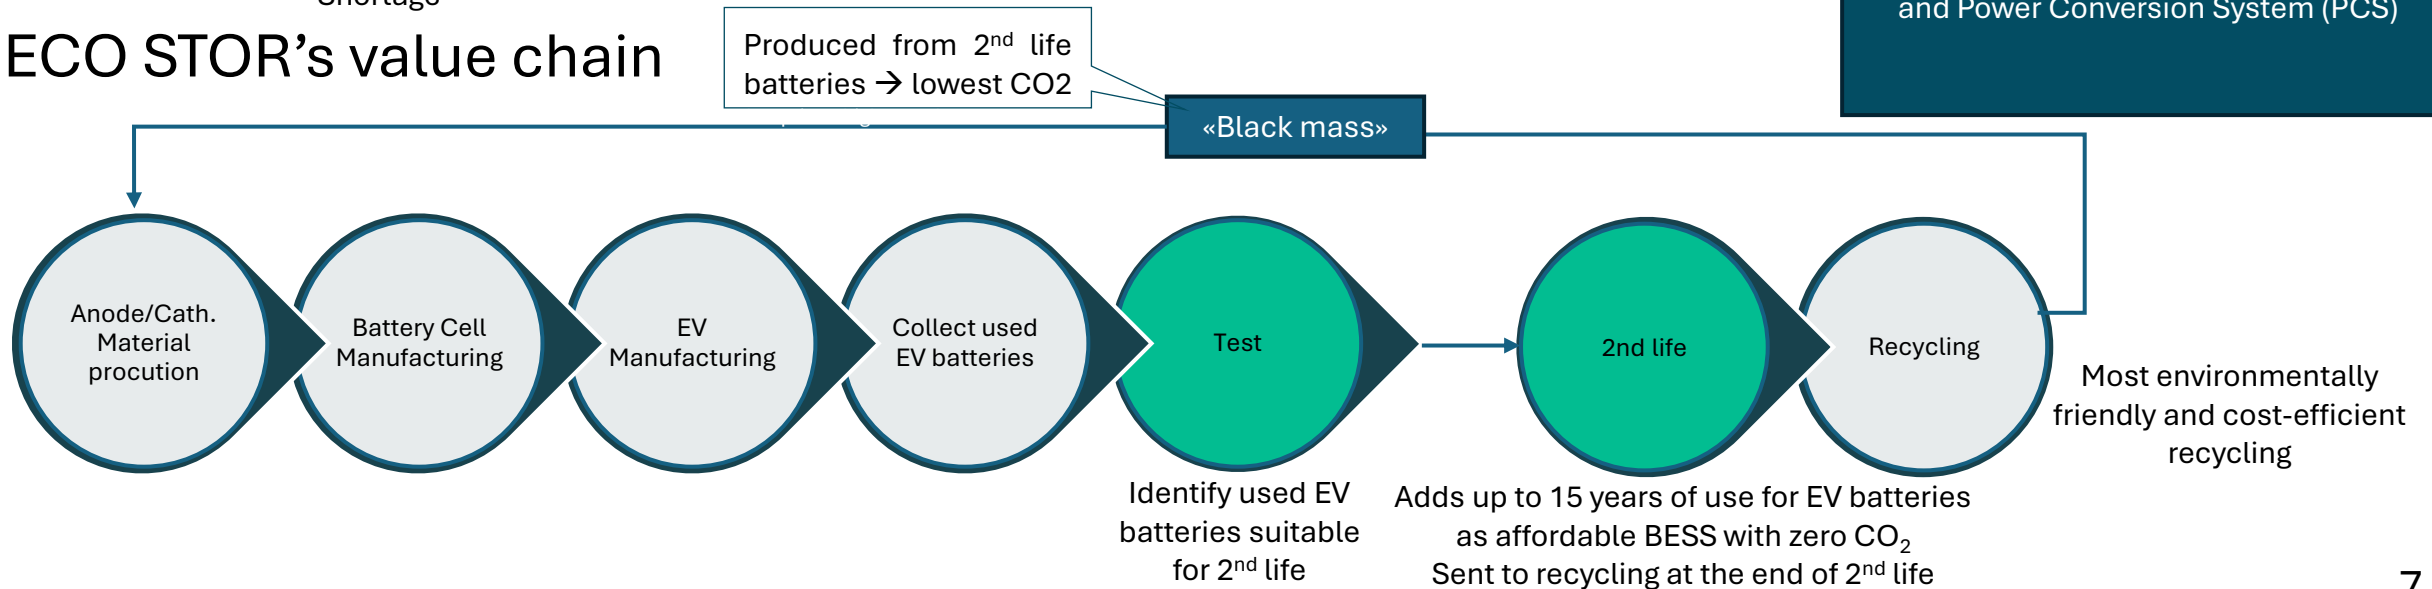 Shortage
and Power Conversion System (PCS)
ECO STOR’s value chain
Produced from 2nd life
batteries → lowest CO2
«Black mass»
Anode/Cath.
Material
procution
Battery Cell
Manufacturing
EV
Manufacturing
Collect used
EV batteries
Test
2nd life
Recycling
Identify used EV
batteries suitable
for 2nd life
Adds up to 15 years of use for EV batteries
as affordable BESS with zero CO2
Sent to recycling at the end of 2nd life
Most environmentally
friendly and cost-efficient
recycling
7